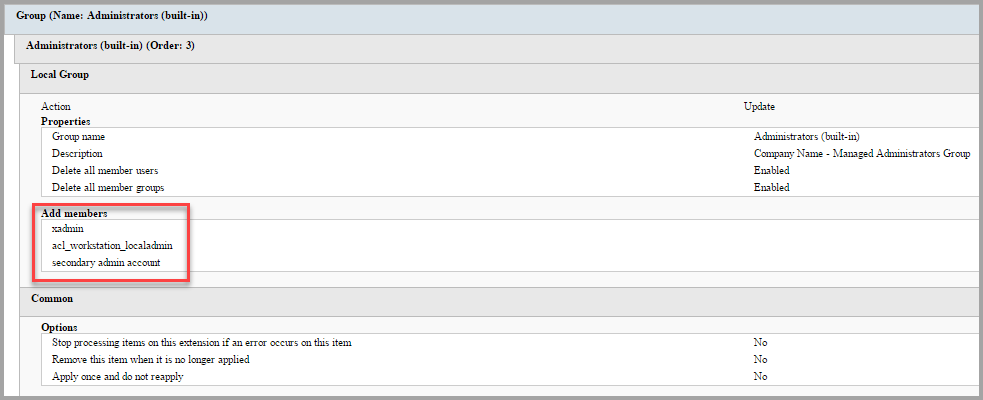 Group (Name: Administrators (built-in))
Administrators (built-in) (Order: 3)
Local Group
Action Update
Properties
Group name Administrators (built-in)
Description Company Name - Managed Administrators Group
Delete all member users Enabled
Delete all member groups Enabled
Add members
xadmin
acl_workstation_localadmin
secondary admin account
Common
Options
Stop processing items on this extension if an error occurs on this item No
Remove this item when it is no longer applied No
Apply once and do not reapply No